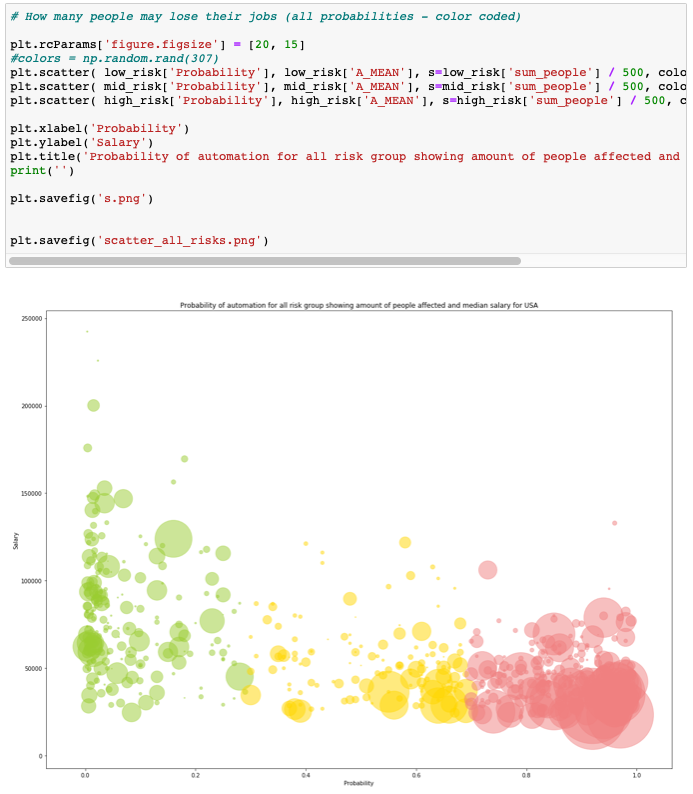 # How many people may lose their jobs (all probabilities - color coded)
plt.rcParams['figure.figsize'] = [20, 15]
#colors = np.random.rand(307)
plt.scatter( low_risk['Probability'], low_risk['A_MEAN'], s=low_risk['sum_people'] / 500, colo
plt.scatter( mid_risk['Probability'], mid_risk['A_MEAN'], s=mid_risk['sum_people'] / 500, colo
plt.scatter( high_risk['Probability'], high_risk['A_MEAN'], s=high_risk['sum_people'] / 500, c
plt.xlabel('Probability')
plt.ylabel('Salary')
plt.title('Probability of automation for all risk group showing amount of people affected and
print('')
plt.savefig('s.png')
plt.savefig('scatter_all_risks.png')
Probability of automation for all risk group showing amount of people affected and median salary for USA
250000
200000
150000
Salary
100000
50000
0
0.0 0.2 0.4 0.6 0.8 1.0
Probability